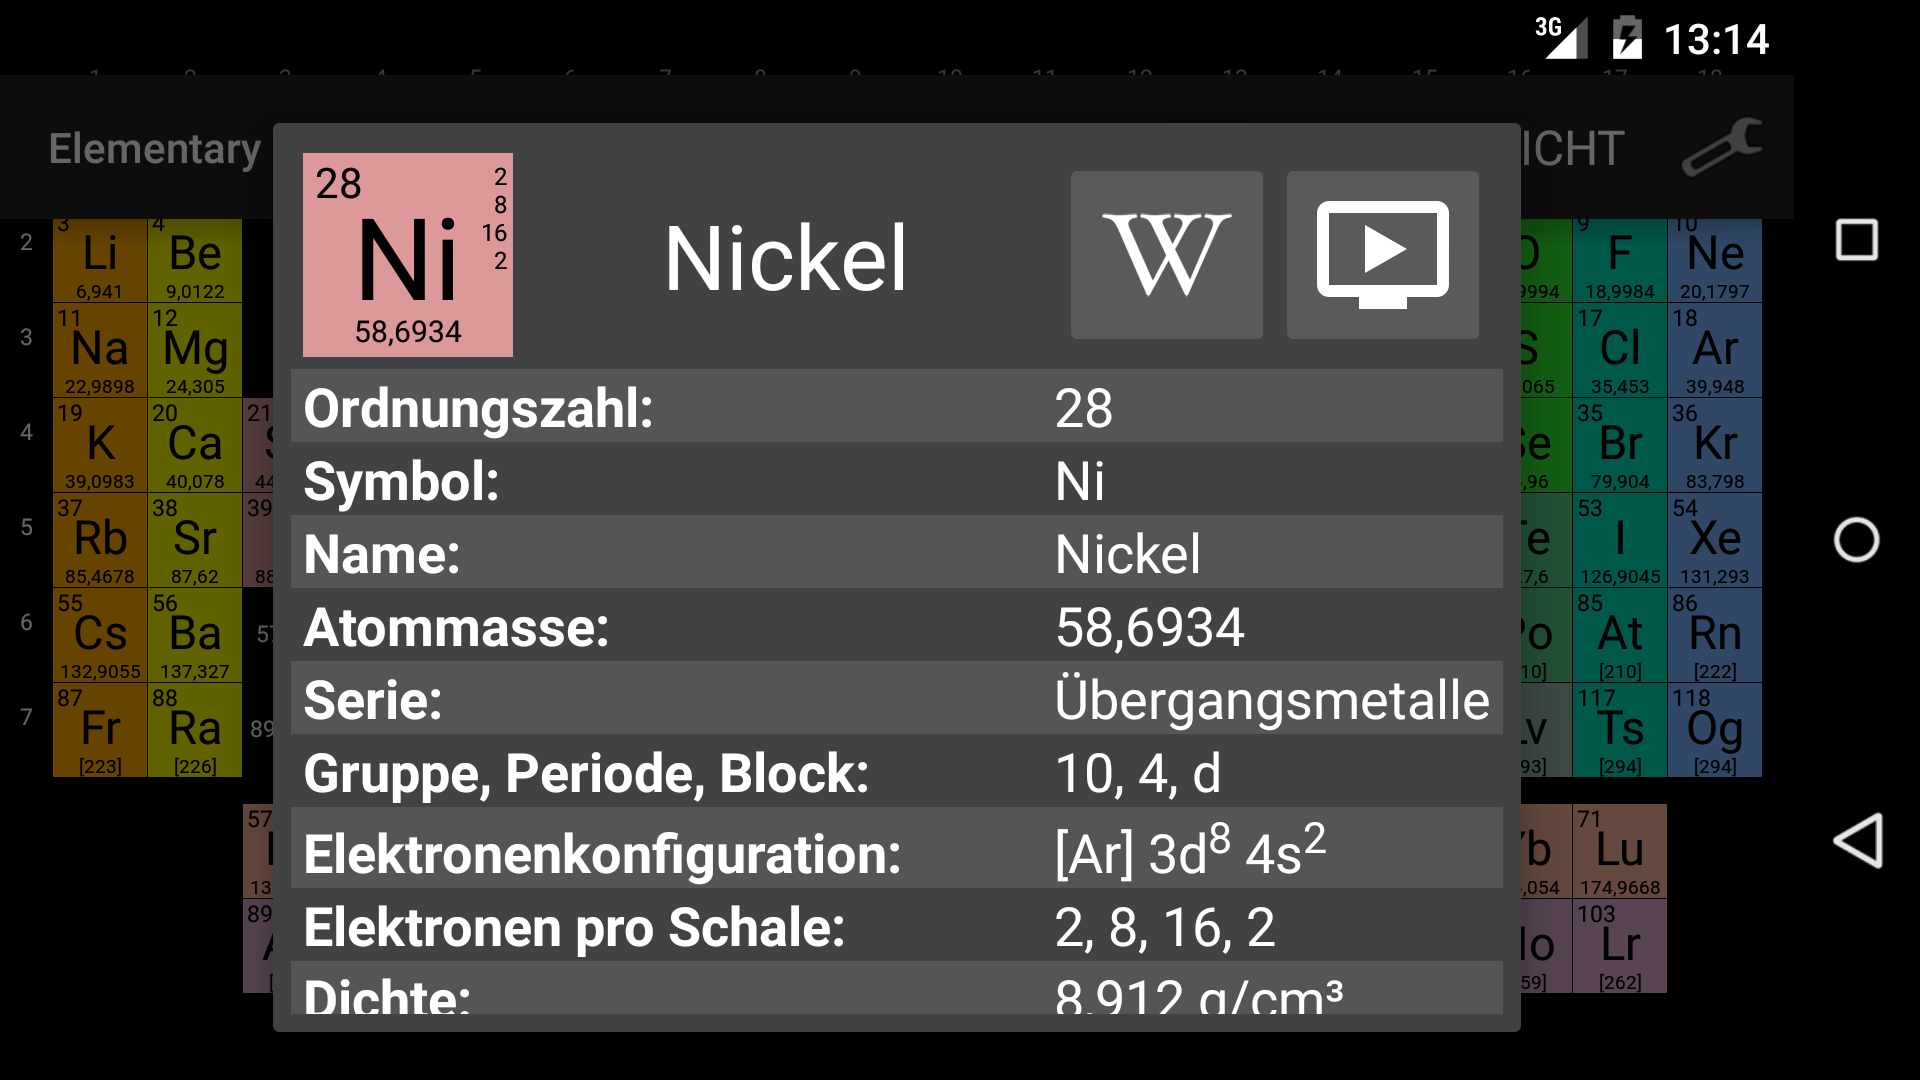 3G 13:14
Elementary
ICHT
28
2
8
16
2
Ni
58,6934
Nickel
W
Ordnungszahl: 28
Symbol: Ni
Name: Nickel
Atommasse: 58,6934
Serie: Übergangsmetalle
Gruppe, Periode, Block: 10, 4, d
Elektronenkonfiguration: [Ar] 3d⁸ 4s²
Elektronen pro Schale: 2, 8, 16, 2
Dichte: 8,912 g/cm³
2
3 Li 6,941
4 Be 9,0122
9 F 18,9984
10 Ne 20,1797
3
11 Na 22,9898
12 Mg 24,305
17 Cl 35,453
18 Ar 39,948
4
19 K 39,0983
20 Ca 40,078
21
35 Br 79,904
36 Kr 83,798
5
37 Rb 85,4678
38 Sr 87,62
39
53 I 126,9045
54 Xe 131,293
6
55 Cs 132,9055
56 Ba 137,327
57
85 At [210]
86 Rn [222]
7
87 Fr [223]
88 Ra [226]
89
117 Ts [294]
118 Og [294]
57
71 Lu 174,9668
89
103 Lr [262]